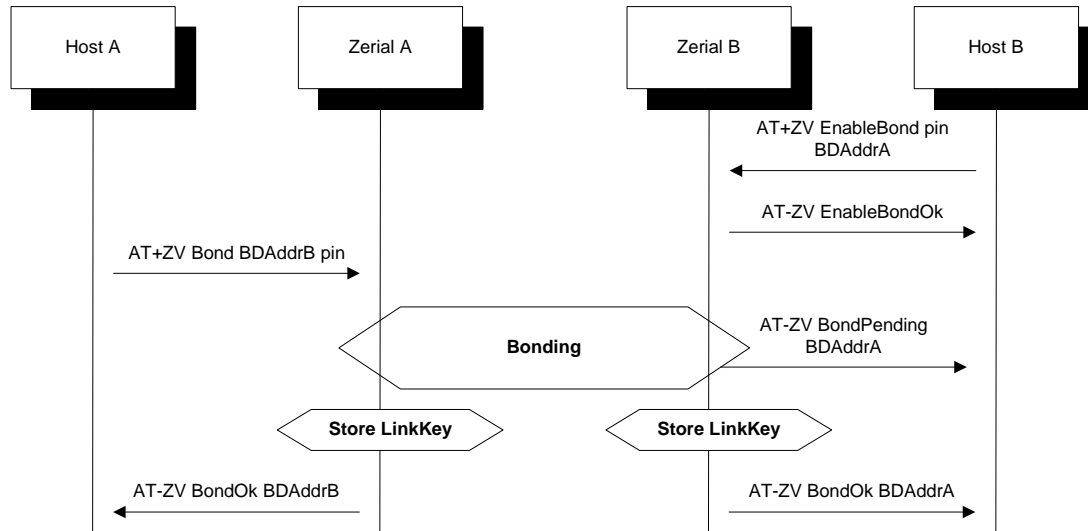 Host A
Zerial A
Zerial B
Host B
AT+ZV EnableBond pin
BDAddrA
AT-ZV EnableBondOk
AT+ZV Bond BDAddrB pin
Bonding
AT-ZV BondPending
BDAddrA
Store LinkKey
Store LinkKey
AT-ZV BondOk BDAddrB
AT-ZV BondOk BDAddrA